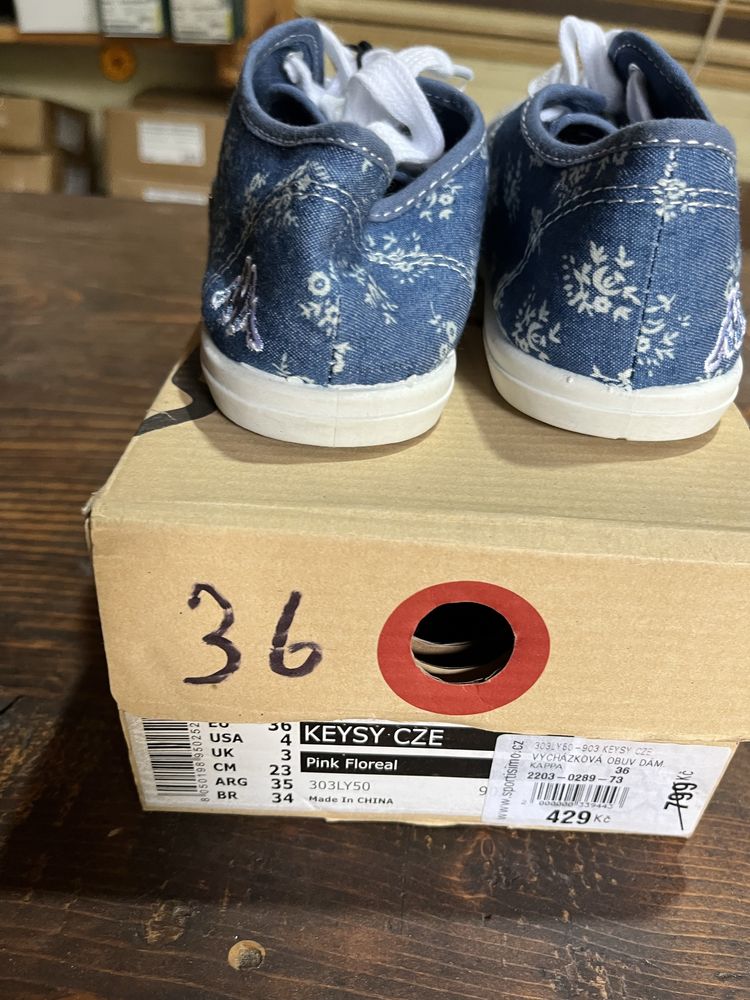 36
EU 36
USA 4
UK 3
CM 23
ARG 35
BR 34
8050198950252
KEYSY CZE
Pink Floreal
303LY50
Made In CHINA
www.sportisimo.cz
303LY50-903 KEYSY CZE
VYCHÁZKOVÁ OBUV DÁM.
KAPPA 36
2203-0289-73
429 Kč
799 Kč